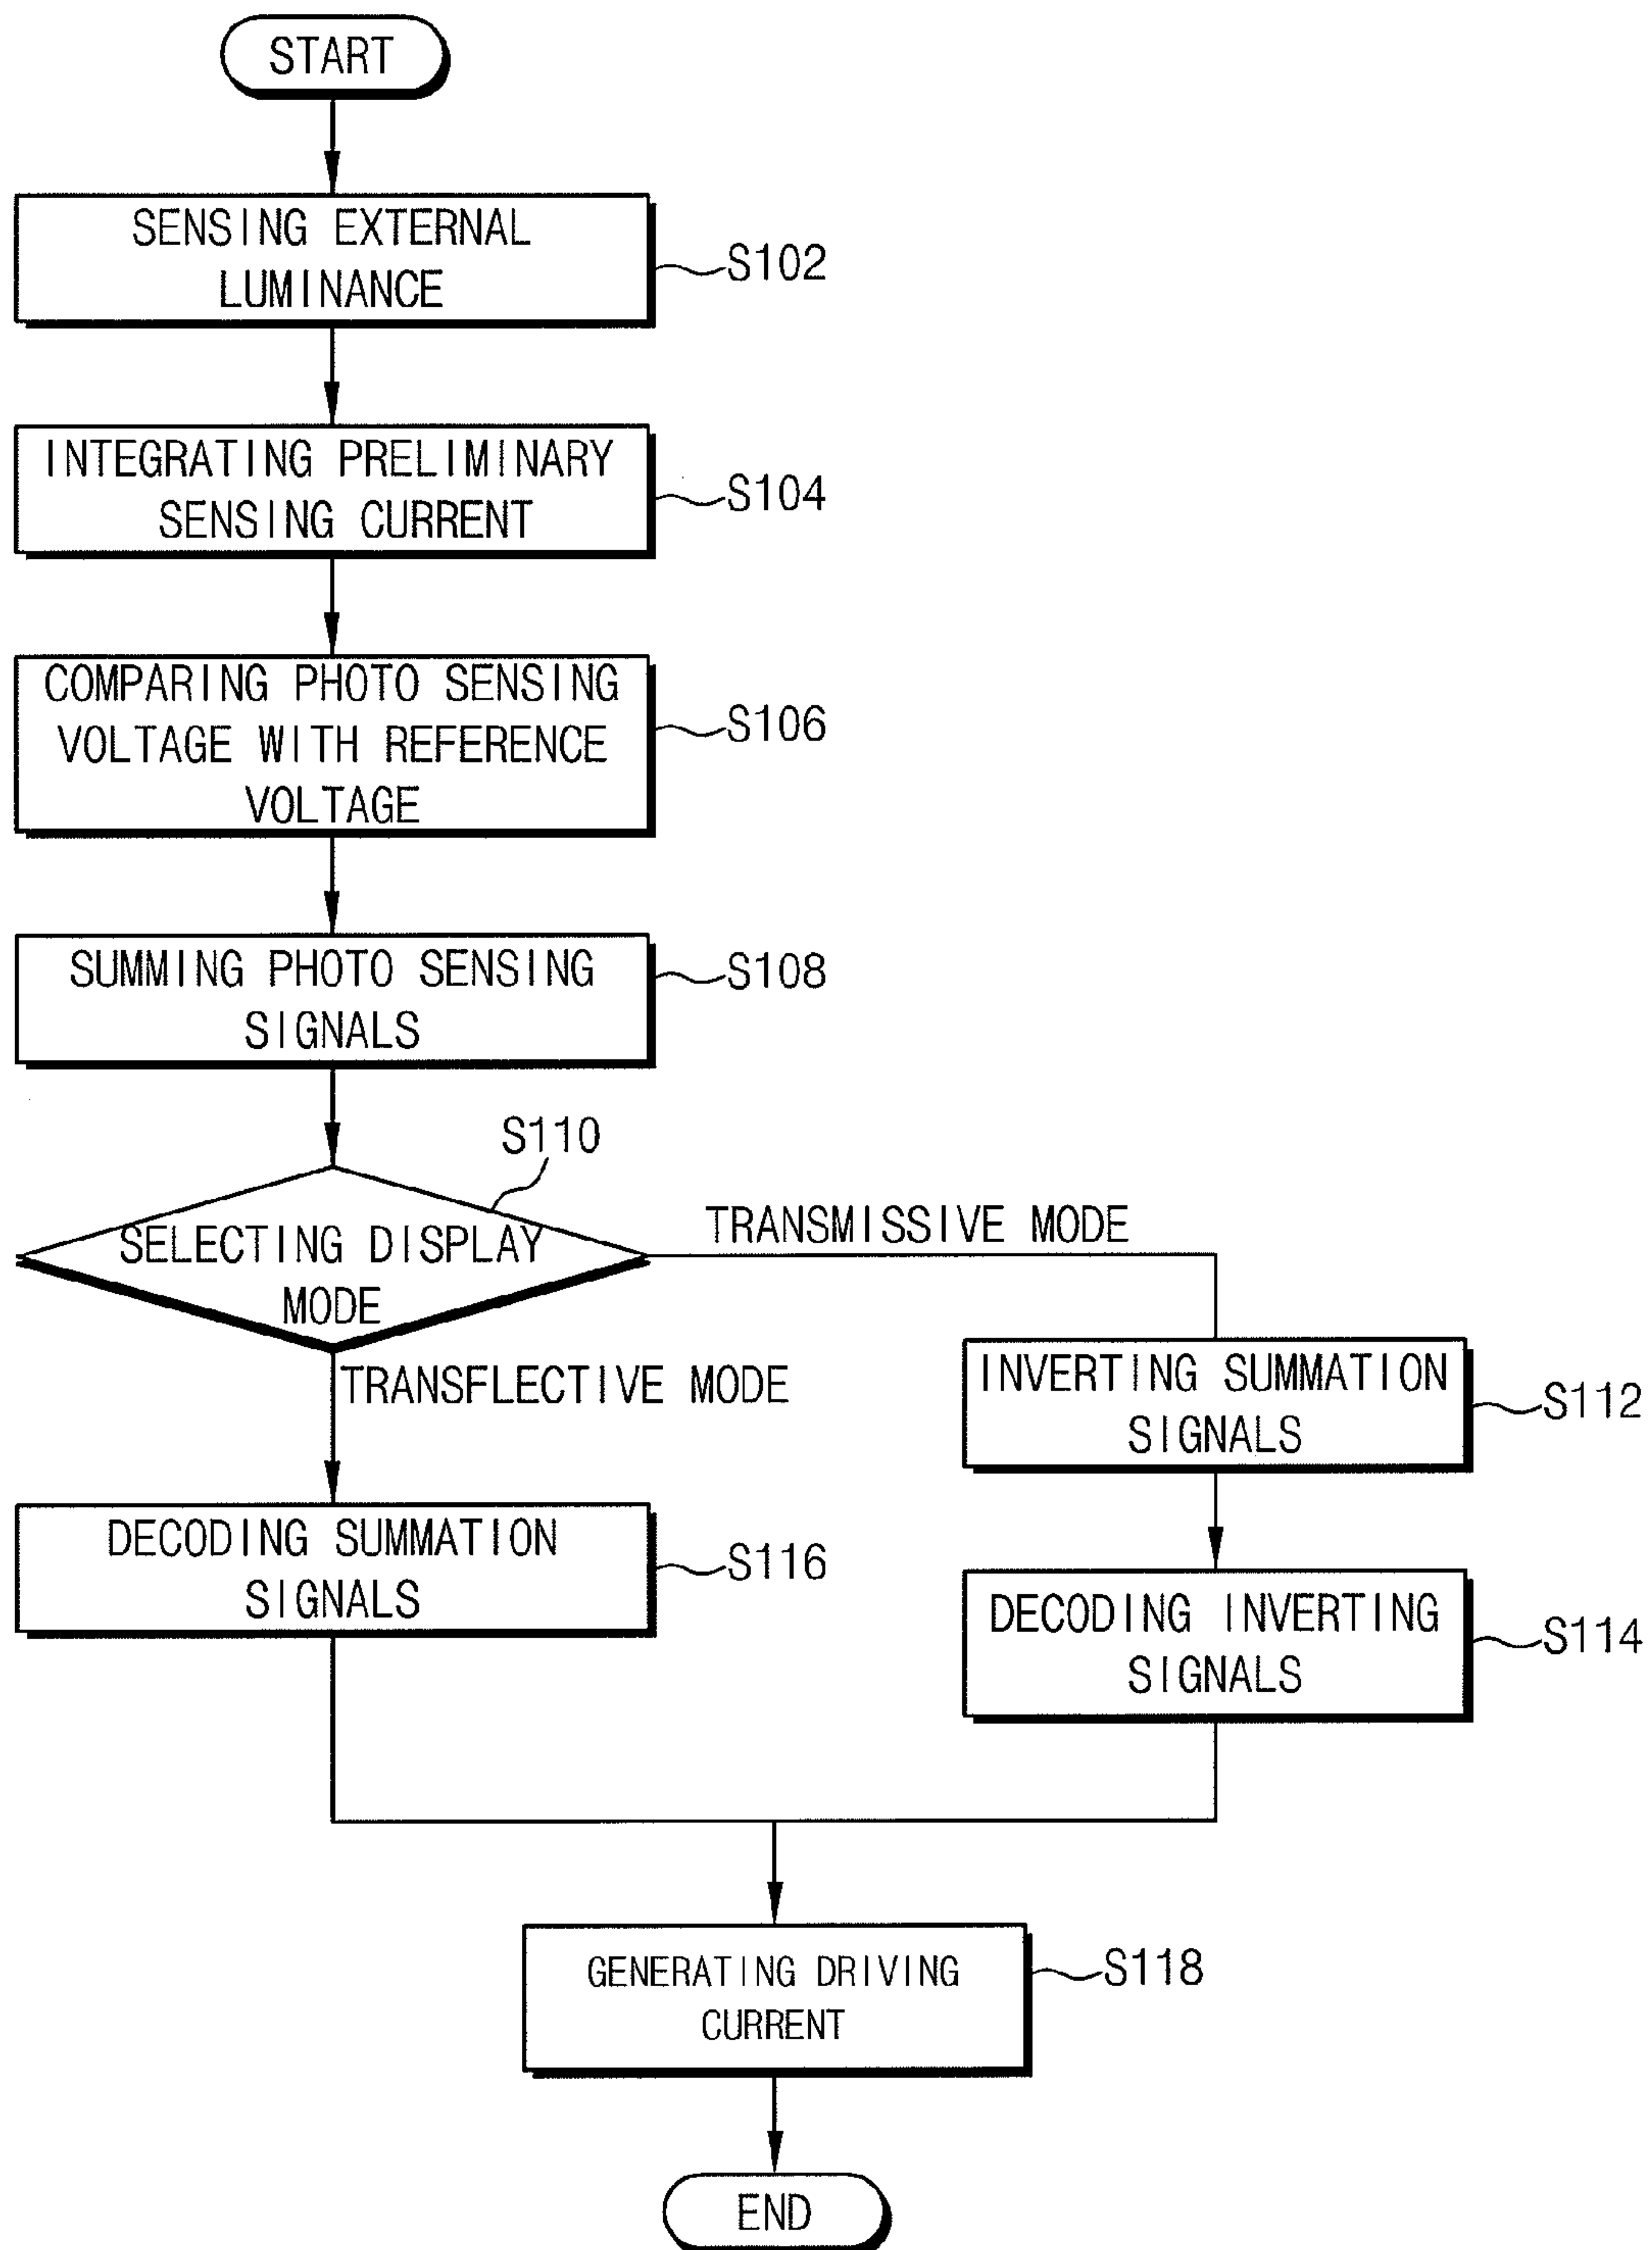 START
SENSING EXTERNAL
LUMINANCE
S102
INTEGRATING PRELIMINARY
SENSING CURRENT
S104
COMPARING PHOTO SENSING
VOLTAGE WITH REFERENCE
VOLTAGE
S106
SUMMING PHOTO SENSING
SIGNALS
S108
S110
SELECTING DISPLAY
MODE
TRANSMISSIVE MODE
TRANSFLECTIVE MODE
INVERTING SUMMATION
SIGNALS
S112
DECODING SUMMATION
SIGNALS
S116
DECODING INVERTING
SIGNALS
S114
GENERATING DRIVING
CURRENT
S118
END